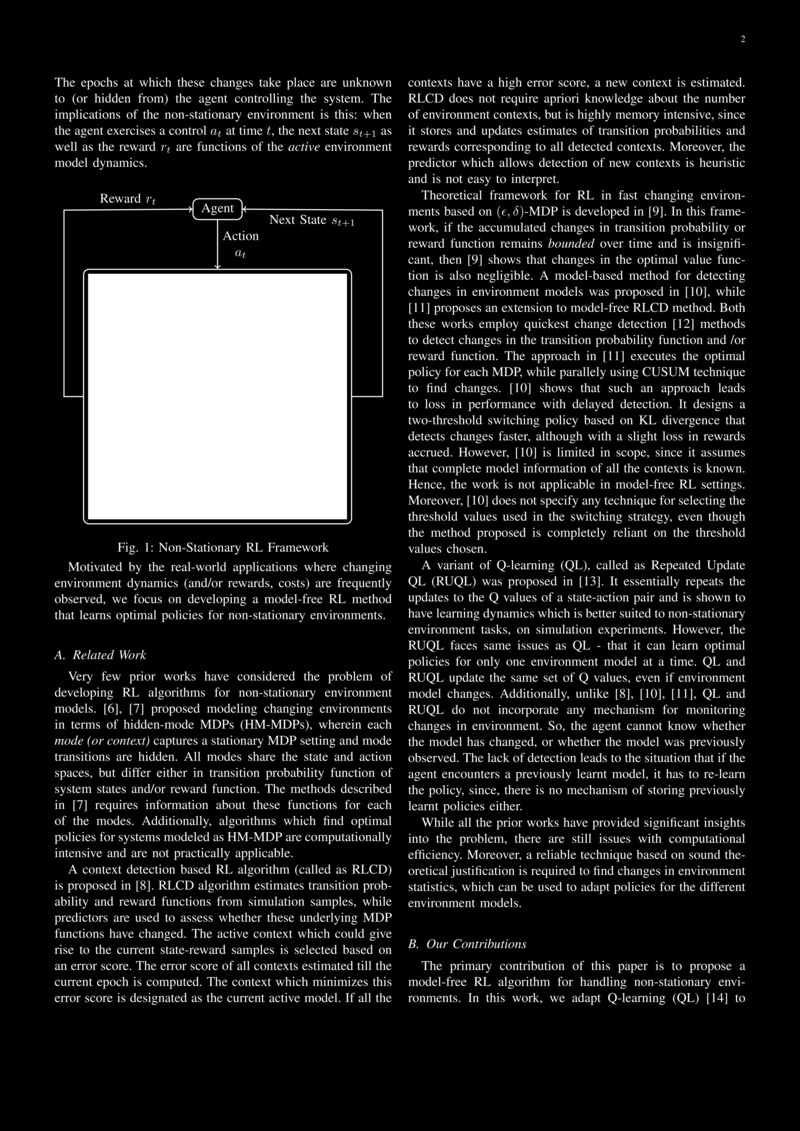 2
The epochs at which these changes take place are unknown
to (or hidden from) the agent controlling the system. The
implications of the non-stationary environment is this: when
the agent exercises a control a_t at time t, the next state s_{t+1} as
well as the reward r_t are functions of the active environment
model dynamics.
Reward r_t
Agent
Next State s_{t+1}
Action
a_t
Fig. 1: Non-Stationary RL Framework
Motivated by the real-world applications where changing
environment dynamics (and/or rewards, costs) are frequently
observed, we focus on developing a model-free RL method
that learns optimal policies for non-stationary environments.
A. Related Work
Very few prior works have considered the problem of
developing RL algorithms for non-stationary environment
models. [6], [7] proposed modeling changing environments
in terms of hidden-mode MDPs (HM-MDPs), wherein each
mode (or context) captures a stationary MDP setting and mode
transitions are hidden. All modes share the state and action
spaces, but differ either in transition probability function of
system states and/or reward function. The methods described
in [7] requires information about these functions for each
of the modes. Additionally, algorithms which find optimal
policies for systems modeled as HM-MDP are computationally
intensive and are not practically applicable.
A context detection based RL algorithm (called as RLCD)
is proposed in [8]. RLCD algorithm estimates transition prob-
ability and reward functions from simulation samples, while
predictors are used to assess whether these underlying MDP
functions have changed. The active context which could give
rise to the current state-reward samples is selected based on
an error score. The error score of all contexts estimated till the
current epoch is computed. The context which minimizes this
error score is designated as the current active model. If all the
contexts have a high error score, a new context is estimated.
RLCD does not require apriori knowledge about the number
of environment contexts, but is highly memory intensive, since
it stores and updates estimates of transition probabilities and
rewards corresponding to all detected contexts. Moreover, the
predictor which allows detection of new contexts is heuristic
and is not easy to interpret.
Theoretical framework for RL in fast changing environ-
ments based on (ϵ, δ)-MDP is developed in [9]. In this frame-
work, if the accumulated changes in transition probability or
reward function remains bounded over time and is insignifi-
cant, then [9] shows that changes in the optimal value func-
tion is also negligible. A model-based method for detecting
changes in environment models was proposed in [10], while
[11] proposes an extension to model-free RLCD method. Both
these works employ quickest change detection [12] methods
to detect changes in the transition probability function and /or
reward function. The approach in [11] executes the optimal
policy for each MDP, while parallely using CUSUM technique
to find changes. [10] shows that such an approach leads
to loss in performance with delayed detection. It designs a
two-threshold switching policy based on KL divergence that
detects changes faster, although with a slight loss in rewards
accrued. However, [10] is limited in scope, since it assumes
that complete model information of all the contexts is known.
Hence, the work is not applicable in model-free RL settings.
Moreover, [10] does not specify any technique for selecting the
threshold values used in the switching strategy, even though
the method proposed is completely reliant on the threshold
values chosen.
A variant of Q-learning (QL), called as Repeated Update
QL (RUQL) was proposed in [13]. It essentially repeats the
updates to the Q values of a state-action pair and is shown to
have learning dynamics which is better suited to non-stationary
environment tasks, on simulation experiments. However, the
RUQL faces same issues as QL - that it can learn optimal
policies for only one environment model at a time. QL and
RUQL update the same set of Q values, even if environment
model changes. Additionally, unlike [8], [10], [11], QL and
RUQL do not incorporate any mechanism for monitoring
changes in environment. So, the agent cannot know whether
the model has changed, or whether the model was previously
observed. The lack of detection leads to the situation that if the
agent encounters a previously learnt model, it has to re-learn
the policy, since, there is no mechanism of storing previously
learnt policies either.
While all the prior works have provided significant insights
into the problem, there are still issues with computational
efficiency. Moreover, a reliable technique based on sound the-
oretical justification is required to find changes in environment
statistics, which can be used to adapt policies for the different
environment models.
B. Our Contributions
The primary contribution of this paper is to propose a
model-free RL algorithm for handling non-stationary envi-
ronments. In this work, we adapt Q-learning (QL) [14] to